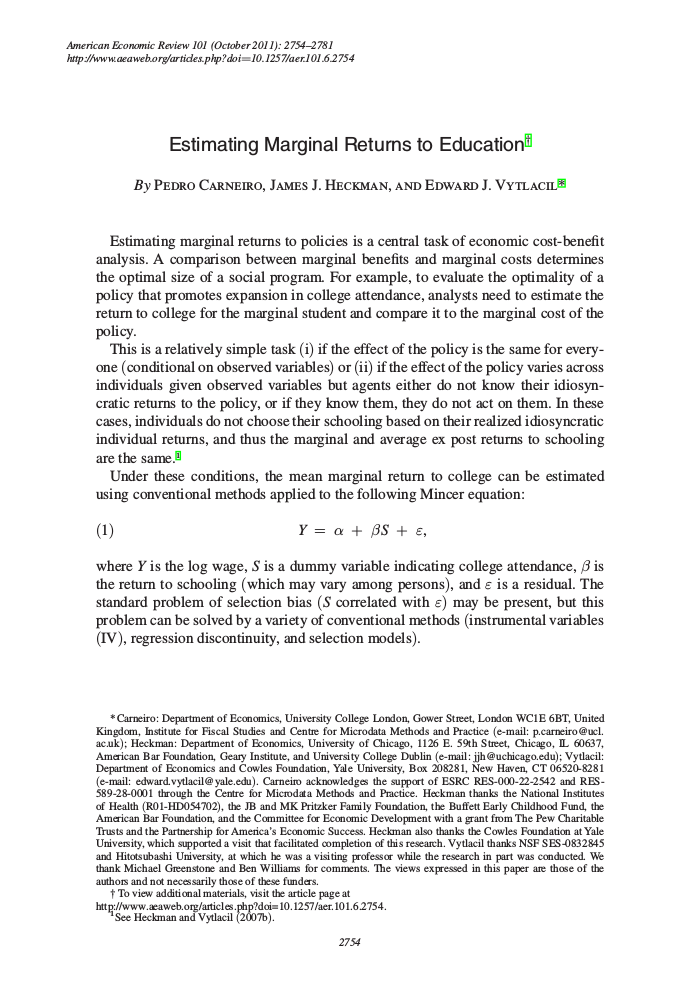 American Economic Review 101 (October 2011): 2754–2781
http://www.aeaweb.org/articles.php?doi=10.1257/aer.101.6.2754
Estimating Marginal Returns to Education†
By Pedro Carneiro, James J. Heckman, and Edward J. Vytlacil*
Estimating marginal returns to policies is a central task of economic cost-benefit
analysis. A comparison between marginal benefits and marginal costs determines
the optimal size of a social program. For example, to evaluate the optimality of a
policy that promotes expansion in college attendance, analysts need to estimate the
return to college for the marginal student and compare it to the marginal cost of the
policy.
This is a relatively simple task (i) if the effect of the policy is the same for every-
one (conditional on observed variables) or (ii) if the effect of the policy varies across
individuals given observed variables but agents either do not know their idiosyn-
cratic returns to the policy, or if they know them, they do not act on them. In these
cases, individuals do not choose their schooling based on their realized idiosyncratic
individual returns, and thus the marginal and average ex post returns to schooling
are the same.1
Under these conditions, the mean marginal return to college can be estimated
using conventional methods applied to the following Mincer equation:
(1) Y = α + βS + ε,
where Y is the log wage, S is a dummy variable indicating college attendance, β is
the return to schooling (which may vary among persons), and ε is a residual. The
standard problem of selection bias (S correlated with ε) may be present, but this
problem can be solved by a variety of conventional methods (instrumental variables
(IV), regression discontinuity, and selection models).
* Carneiro: Department of Economics, University College London, Gower Street, London WC1E 6BT, United
Kingdom, Institute for Fiscal Studies and Centre for Microdata Methods and Practice (e-mail: p.carneiro@ucl.
ac.uk); Heckman: Department of Economics, University of Chicago, 1126 E. 59th Street, Chicago, IL 60637,
American Bar Foundation, Geary Institute, and University College Dublin (e-mail: jjh@uchicago.edu); Vytlacil:
Department of Economics and Cowles Foundation, Yale University, Box 208281, New Haven, CT 06520-8281
(e-mail: edward.vytlacil@yale.edu). Carneiro acknowledges the support of ESRC RES-000-22-2542 and RES-
589-28-0001 through the Centre for Microdata Methods and Practice. Heckman thanks the National Institutes
of Health (R01-HD054702), the JB and MK Pritzker Family Foundation, the Buffett Early Childhood Fund, the
American Bar Foundation, and the Committee for Economic Development with a grant from The Pew Charitable
Trusts and the Partnership for America's Economic Success. Heckman also thanks the Cowles Foundation at Yale
University, which supported a visit that facilitated completion of this research. Vytlacil thanks NSF SES-0832845
and Hitotsubashi University, at which he was a visiting professor while the research in part was conducted. We
thank Michael Greenstone and Ben Williams for comments. The views expressed in this paper are those of the
authors and not necessarily those of these funders.
† To view additional materials, visit the article page at
http://www.aeaweb.org/articles.php?doi=10.1257/aer.101.6.2754.
1 See Heckman and Vytlacil (2007b).
2754